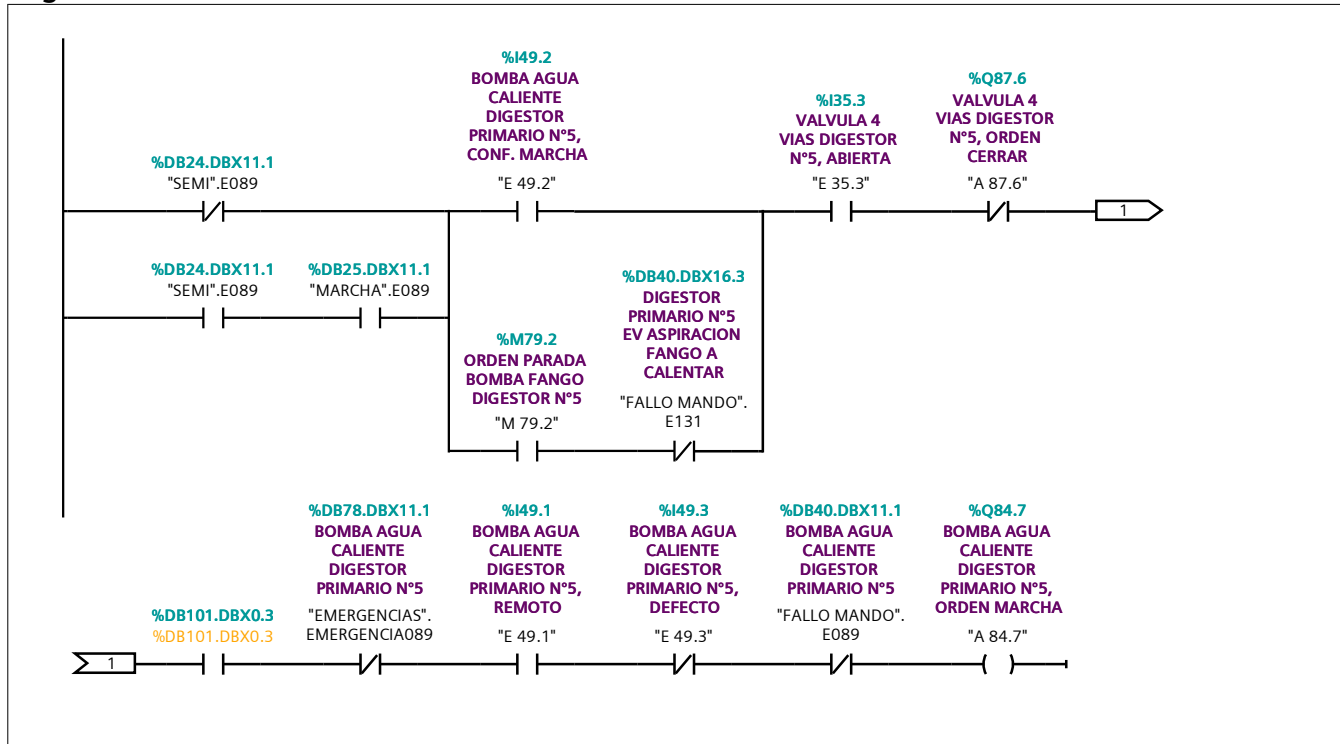 %I49.2
BOMBA AGUA
CALIENTE
DIGESTOR
PRIMARIO N°5,
CONF. MARCHA
"E 49.2"
%I35.3
VALVULA 4
VIAS DIGESTOR
N°5, ABIERTA
"E 35.3"
%Q87.6
VALVULA 4
VIAS DIGESTOR
N°5, ORDEN
CERRAR
"A 87.6"
%DB24.DBX11.1
"SEMI".E089
1
%DB24.DBX11.1
"SEMI".E089
%DB25.DBX11.1
"MARCHA".E089
%M79.2
ORDEN PARADA
BOMBA FANGO
DIGESTOR N°5
"M 79.2"
%DB40.DBX16.3
DIGESTOR
PRIMARIO N°5
EV ASPIRACION
FANGO A
CALENTAR
"FALLO MANDO".
E131
1
%DB101.DBX0.3
%DB101.DBX0.3
%DB78.DBX11.1
BOMBA AGUA
CALIENTE
DIGESTOR
PRIMARIO N°5
"EMERGENCIAS".
EMERGENCIA089
%I49.1
BOMBA AGUA
CALIENTE
DIGESTOR
PRIMARIO N°5,
REMOTO
"E 49.1"
%I49.3
BOMBA AGUA
CALIENTE
DIGESTOR
PRIMARIO N°5,
DEFECTO
"E 49.3"
%DB40.DBX11.1
BOMBA AGUA
CALIENTE
DIGESTOR
PRIMARIO N°5
"FALLO MANDO".
E089
%Q84.7
BOMBA AGUA
CALIENTE
DIGESTOR
PRIMARIO N°5,
ORDEN MARCHA
"A 84.7"